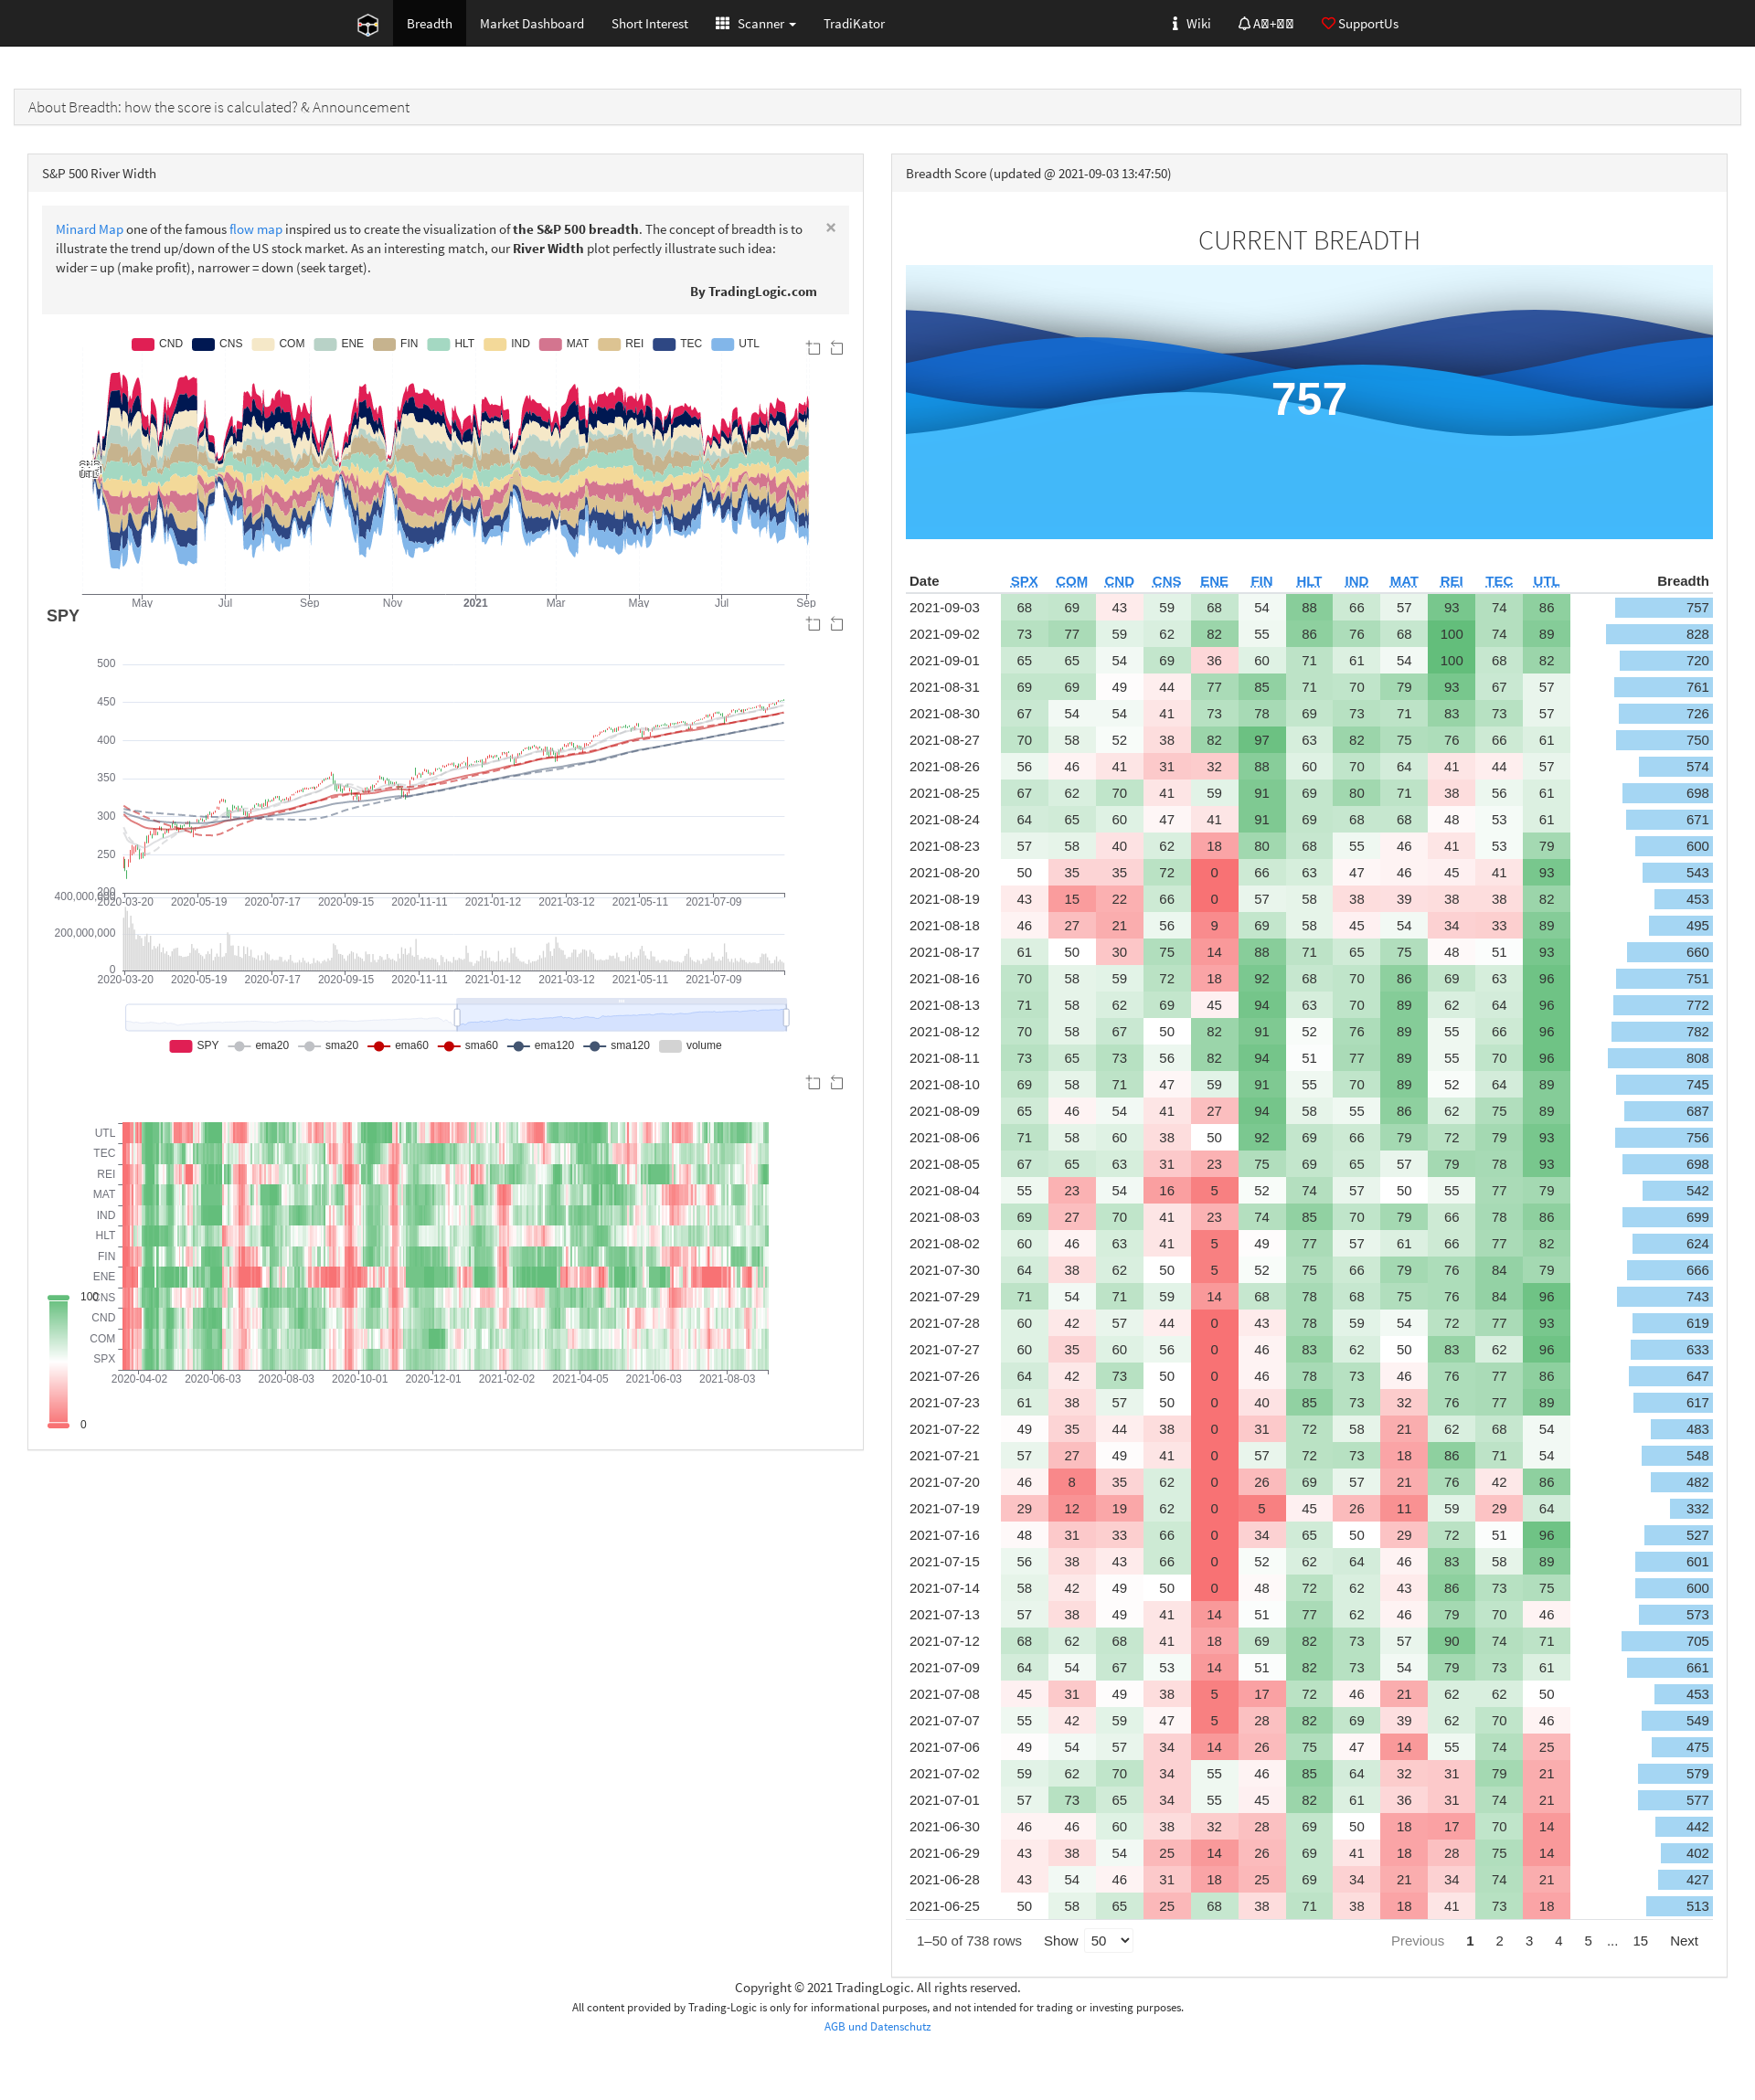 Breadth Market Dashboard Short Interest Scanner TradiKator Wiki SupportUs
About Breadth: how the score is calculated? & Announcement
S&P 500 River Width
Minard Map one of the famous flow map inspired us to create the visualization of the S&P 500 breadth. The concept of breadth is to
illustrate the trend up/down of the US stock market. As an interesting match, our River Width plot perfectly illustrate such idea:
wider = up (make profit), narrower = down (seek target).
×
By TradingLogic.com
CND CNS COM ENE FIN HLT IND MAT REI TEC UTL
UTL
May Jul Sep Nov 2021 Mar May Jul Sep
SPY
500
450
400
350
300
250
200
2020-03-20 2020-05-19 2020-07-17 2020-09-15 2020-11-11 2021-01-12 2021-03-12 2021-05-11 2021-07-09
400,000,000
200,000,000
0
2020-03-20 2020-05-19 2020-07-17 2020-09-15 2020-11-11 2021-01-12 2021-03-12 2021-05-11 2021-07-09
SPY ema20 sma20 ema60 sma60 ema120 sma120 volume
UTL
TEC
REI
MAT
IND
HLT
FIN
ENE
CNS
CND
COM
SPX
2020-04-02 2020-06-03 2020-08-03 2020-10-01 2020-12-01 2021-02-02 2021-04-05 2021-06-03 2021-08-03
100
0
Breadth Score (updated @ 2021-09-03 13:47:50)
CURRENT BREADTH
757
Date SPX COM CND CNS ENE FIN HLT IND MAT REI TEC UTL Breadth
2021-09-03 68 69 43 59 68 54 88 66 57 93 74 86 757
2021-09-02 73 77 59 62 82 55 86 76 68 100 74 89 828
2021-09-01 65 65 54 69 36 60 71 61 54 100 68 82 720
2021-08-31 69 69 49 44 77 85 71 70 79 93 67 57 761
2021-08-30 67 54 54 41 73 78 69 73 71 83 73 57 726
2021-08-27 70 58 52 38 82 97 63 82 75 76 66 61 750
2021-08-26 56 46 41 31 32 88 60 70 64 41 44 57 574
2021-08-25 67 62 70 41 59 91 69 80 71 38 56 61 698
2021-08-24 64 65 60 47 41 91 69 68 68 48 53 61 671
2021-08-23 57 58 40 62 18 80 68 55 46 41 53 79 600
2021-08-20 50 35 35 72 0 66 63 47 46 45 41 93 543
2021-08-19 43 15 22 66 0 57 58 38 39 38 38 82 453
2021-08-18 46 27 21 56 9 69 58 45 54 34 33 89 495
2021-08-17 61 50 30 75 14 88 71 65 75 48 51 93 660
2021-08-16 70 58 59 72 18 92 68 70 86 69 63 96 751
2021-08-13 71 58 62 69 45 94 63 70 89 62 64 96 772
2021-08-12 70 58 67 50 82 91 52 76 89 55 66 96 782
2021-08-11 73 65 73 56 82 94 51 77 89 55 70 96 808
2021-08-10 69 58 71 47 59 91 55 70 89 52 64 89 745
2021-08-09 65 46 54 41 27 94 58 55 86 62 75 89 687
2021-08-06 71 58 60 38 50 92 69 66 79 72 79 93 756
2021-08-05 67 65 63 31 23 75 69 65 57 79 78 93 698
2021-08-04 55 23 54 16 5 52 74 57 50 55 77 79 542
2021-08-03 69 27 70 41 23 74 85 70 79 66 78 86 699
2021-08-02 60 46 63 41 5 49 77 57 61 66 77 82 624
2021-07-30 64 38 62 50 5 52 75 66 79 76 84 79 666
2021-07-29 71 54 71 59 14 68 78 68 75 76 84 96 743
2021-07-28 60 42 57 44 0 43 78 59 54 72 77 93 619
2021-07-27 60 35 60 56 0 46 83 62 50 83 62 96 633
2021-07-26 64 42 73 50 0 46 78 73 46 76 77 86 647
2021-07-23 61 38 57 50 0 40 85 73 32 76 77 89 617
2021-07-22 49 35 44 38 0 31 72 58 21 62 68 54 483
2021-07-21 57 27 49 41 0 57 72 73 18 86 71 54 548
2021-07-20 46 8 35 62 0 26 69 57 21 76 42 86 482
2021-07-19 29 12 19 62 0 5 45 26 11 59 29 64 332
2021-07-16 48 31 33 66 0 34 65 50 29 72 51 96 527
2021-07-15 56 38 43 66 0 52 62 64 46 83 58 89 601
2021-07-14 58 42 49 50 0 48 72 62 43 86 73 75 600
2021-07-13 57 38 49 41 14 51 77 62 46 79 70 46 573
2021-07-12 68 62 68 41 18 69 82 73 57 90 74 71 705
2021-07-09 64 54 67 53 14 51 82 73 54 79 73 61 661
2021-07-08 45 31 49 38 5 17 72 46 21 62 62 50 453
2021-07-07 55 42 59 47 5 28 82 69 39 62 70 46 549
2021-07-06 49 54 57 34 14 26 75 47 14 55 74 25 475
2021-07-02 59 62 70 34 55 46 85 64 32 31 79 21 579
2021-07-01 57 73 65 34 55 45 82 61 36 31 74 21 577
2021-06-30 46 46 60 38 32 28 69 50 18 17 70 14 442
2021-06-29 43 38 54 25 14 26 69 41 18 28 75 14 402
2021-06-28 43 54 46 31 18 25 69 34 21 34 74 21 427
2021-06-25 50 58 65 25 68 38 71 38 18 41 73 18 513
1–50 of 738 rows Show 50 Previous 1 2 3 4 5 ... 15 Next
Copyright © 2021 TradingLogic. All rights reserved.
All content provided by Trading-Logic is only for informational purposes, and not intended for trading or investing purposes.
AGB und Datenschutz